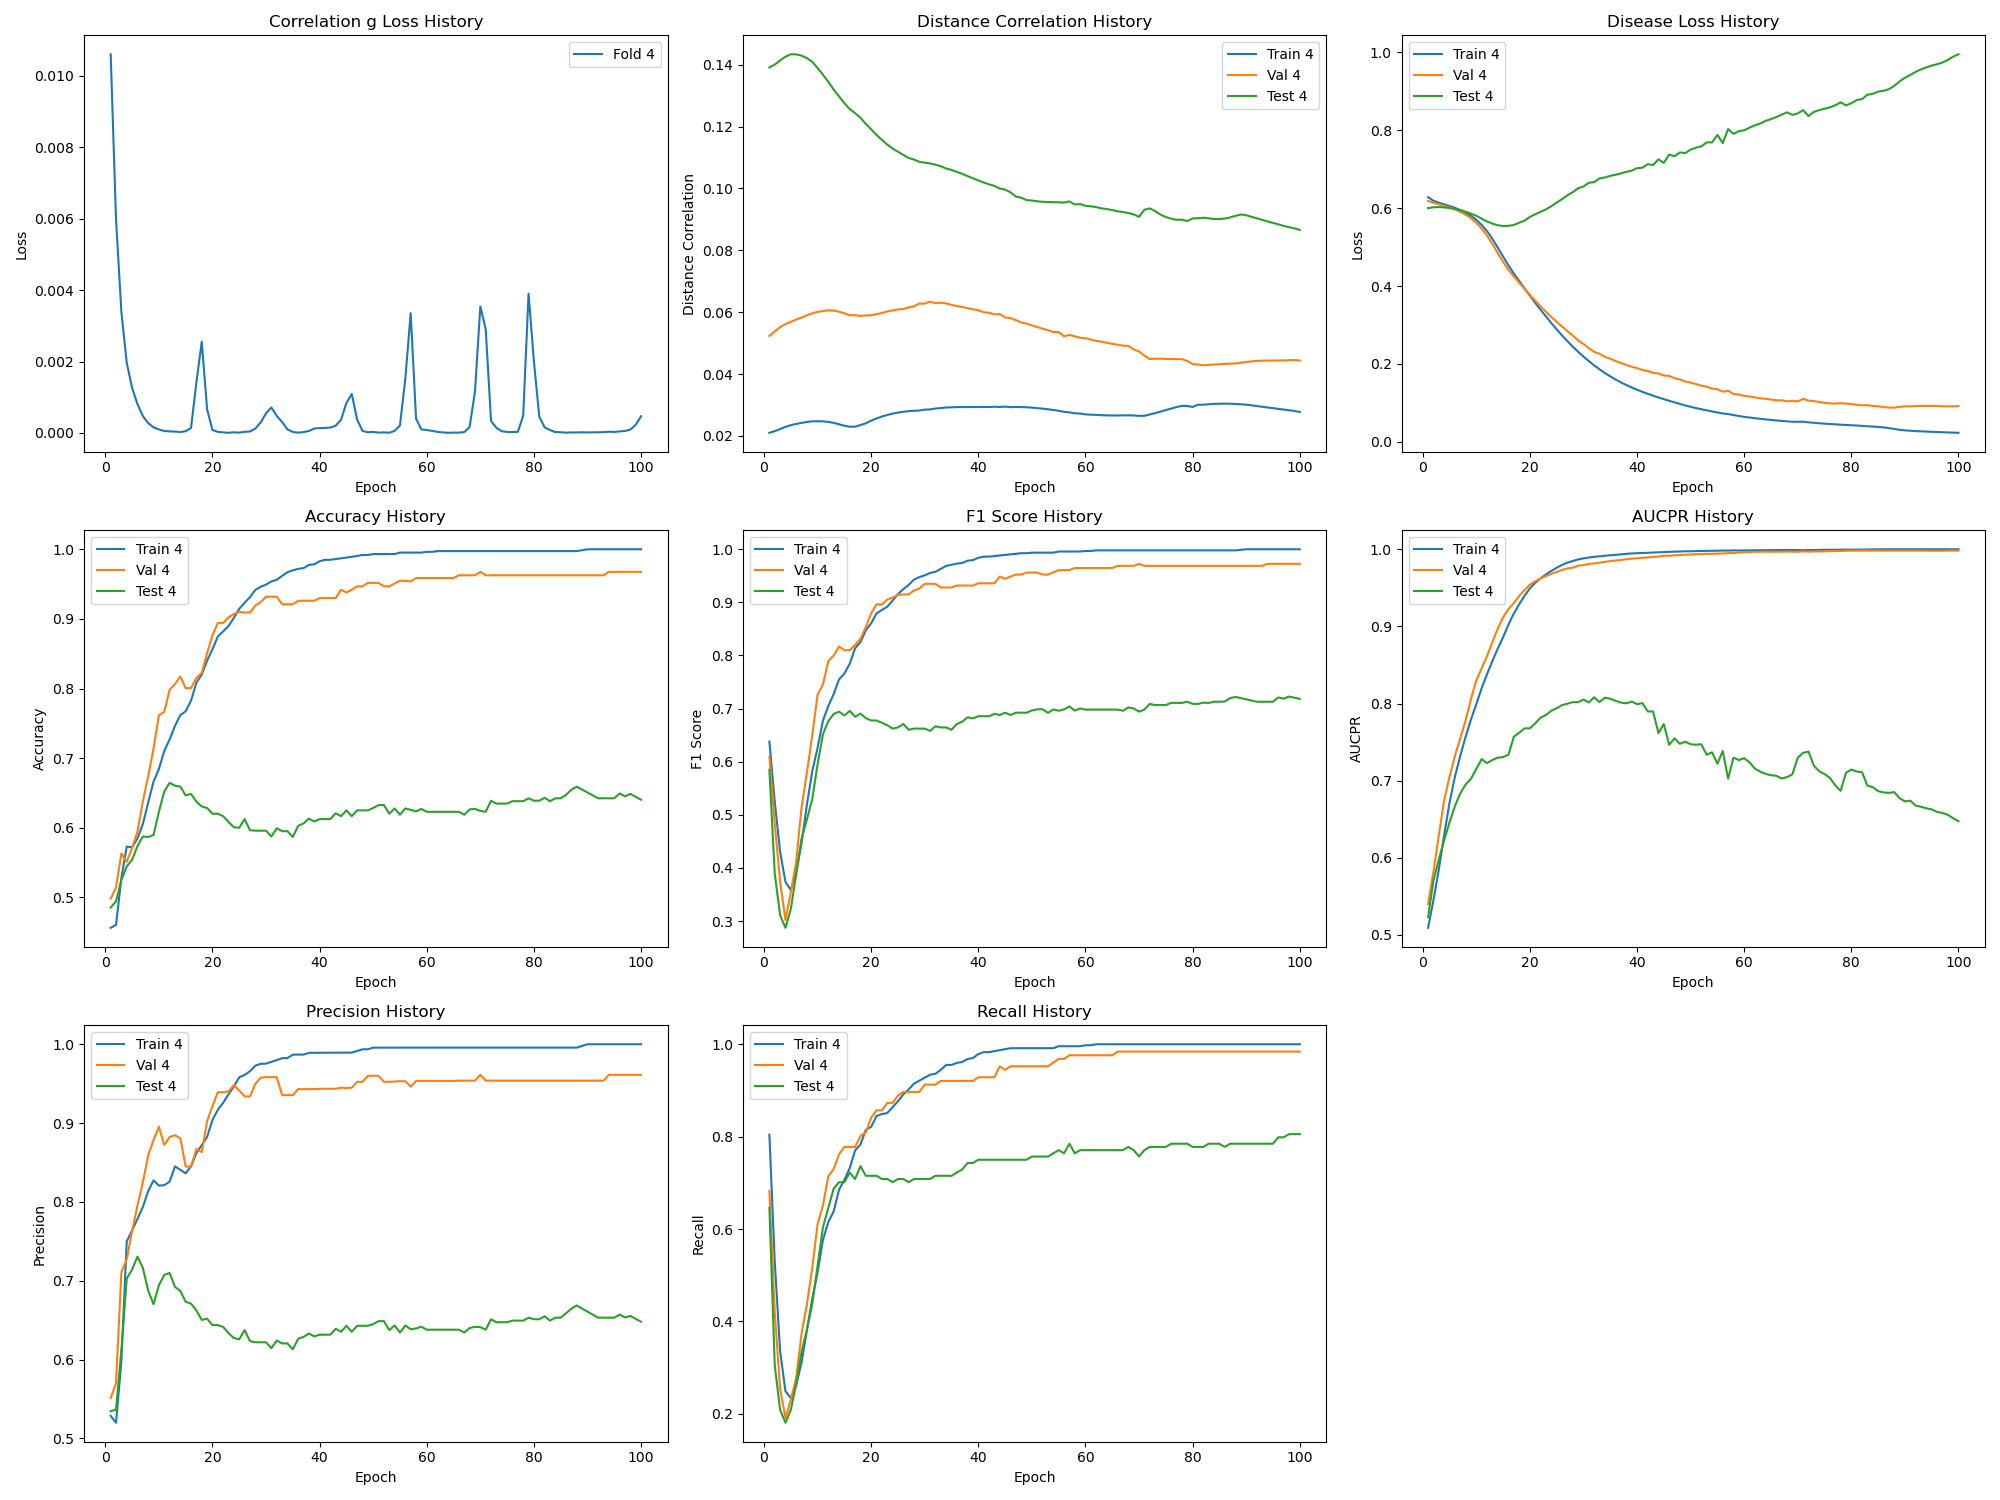 Correlation g Loss History
Fold 4
0.010
0.008
0.006
0.004
0.002
0.000
Loss
0 20 40 60 80 100
Epoch
Distance Correlation History
Train 4
Val 4
Test 4
0.14
0.12
0.10
0.08
0.06
0.04
0.02
Distance Correlation
0 20 40 60 80 100
Epoch
Disease Loss History
Train 4
Val 4
Test 4
1.0
0.8
0.6
0.4
0.2
0.0
Loss
0 20 40 60 80 100
Epoch
Accuracy History
Train 4
Val 4
Test 4
1.0
0.9
0.8
0.7
0.6
0.5
Accuracy
0 20 40 60 80 100
Epoch
F1 Score History
Train 4
Val 4
Test 4
1.0
0.9
0.8
0.7
0.6
0.5
0.4
0.3
F1 Score
0 20 40 60 80 100
Epoch
AUCPR History
Train 4
Val 4
Test 4
1.0
0.9
0.8
0.7
0.6
0.5
AUCPR
0 20 40 60 80 100
Epoch
Precision History
Train 4
Val 4
Test 4
1.0
0.9
0.8
0.7
0.6
0.5
Precision
0 20 40 60 80 100
Epoch
Recall History
Train 4
Val 4
Test 4
1.0
0.8
0.6
0.4
0.2
Recall
0 20 40 60 80 100
Epoch